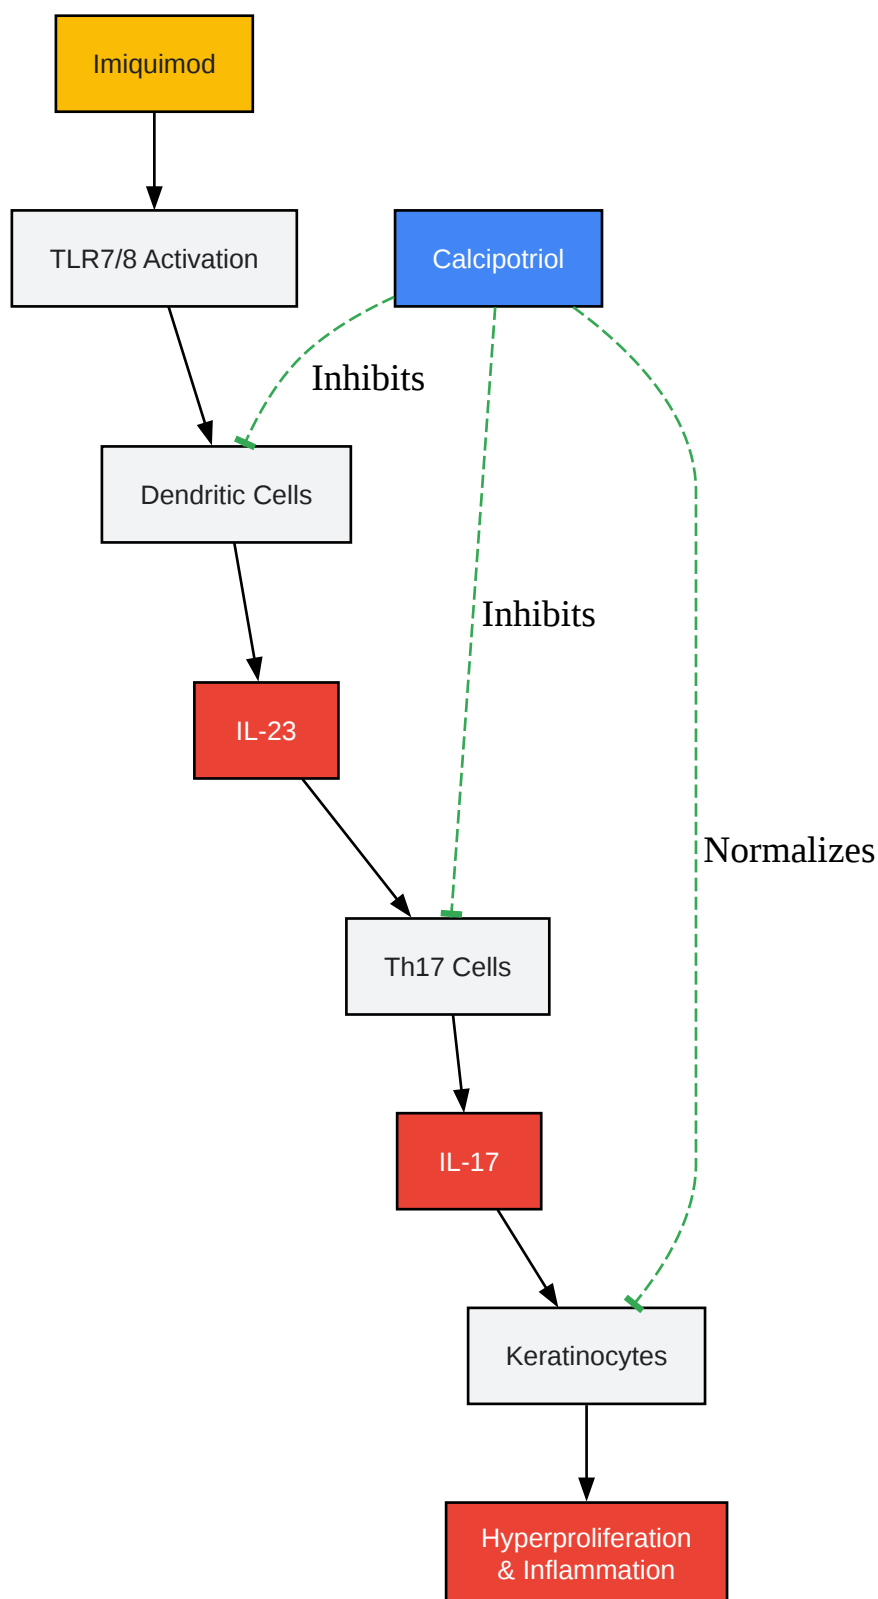 Imiquimod
TLR7/8 Activation
Calcipotriol
Inhibits
Dendritic Cells
Inhibits
IL-23
Normalizes
Th17 Cells
IL-17
Keratinocytes
Hyperproliferation
& Inflammation